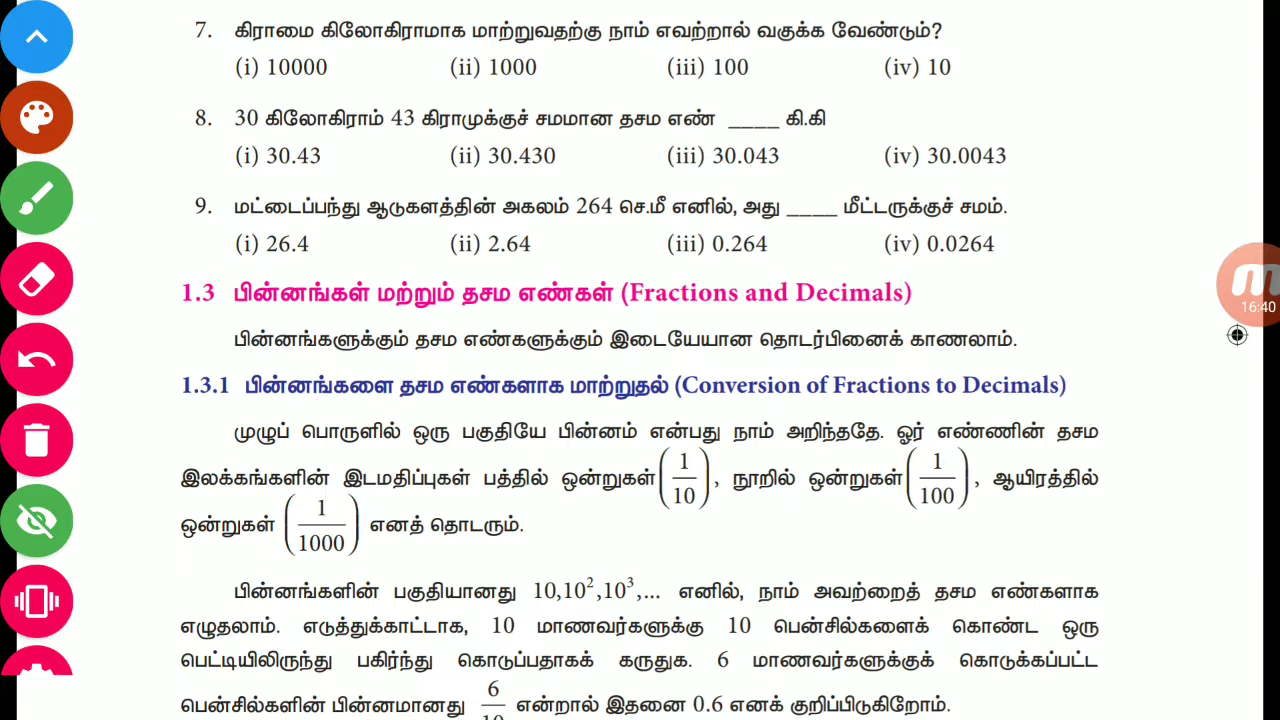 7. கிராமை கிலோகிராமாக மாற்றுவதற்கு நாம் எவற்றால் வகுக்க வேண்டும்?
(i) 10000 (ii) 1000 (iii) 100 (iv) 10
8. 30 கிலோகிராம் 43 கிராமுக்குச் சமமான தசம எண் ____ கி.கி
(i) 30.43 (ii) 30.430 (iii) 30.043 (iv) 30.0043
9. மட்டைப்பந்து ஆடுகளத்தின் அகலம் 264 செ.மீ எனில், அது ____ மீட்டருக்குச் சமம்.
(i) 26.4 (ii) 2.64 (iii) 0.264 (iv) 0.0264
1.3 பின்னங்கள் மற்றும் தசம எண்கள் (Fractions and Decimals)
16:40
பின்னங்களுக்கும் தசம எண்களுக்கும் இடையேயான தொடர்பினைக் காணலாம்.
1.3.1 பின்னங்களை தசம எண்களாக மாற்றுதல் (Conversion of Fractions to Decimals)
முழுப் பொருளில் ஒரு பகுதியே பின்னம் என்பது நாம் அறிந்ததே. ஓர் எண்ணின் தசம
இலக்கங்களின் இடமதிப்புகள் பத்தில் ஒன்றுகள் (1/10), நூறில் ஒன்றுகள் (1/100), ஆயிரத்தில்
ஒன்றுகள் (1/1000) எனத் தொடரும்.
பின்னங்களின் பகுதியானது 10,10²,10³,... எனில், நாம் அவற்றைத் தசம எண்களாக
எழுதலாம். எடுத்துக்காட்டாக, 10 மாணவர்களுக்கு 10 பென்சில்களைக் கொண்ட ஒரு
பெட்டியிலிருந்து பகிர்ந்து கொடுப்பதாகக் கருதுக. 6 மாணவர்களுக்குக் கொடுக்கப்பட்ட
பென்சில்களின் பின்னமானது 6/10 என்றால் இதனை 0.6 எனக் குறிப்பிடுகிறோம்.